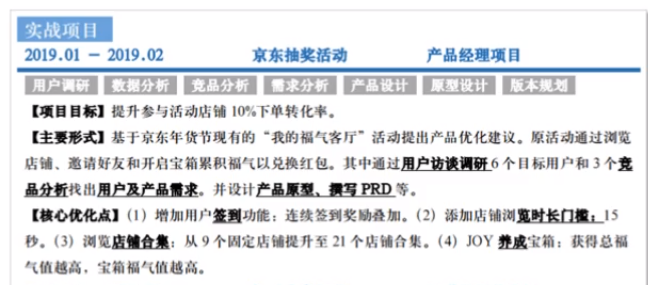 实战项目
2019.01 － 2019.02 京东抽奖活动 产品经理项目
用户调研 数据分析 竞品分析 需求分析 产品设计 原型设计 版本规划
【项目目标】提升参与活动店铺 10%下单转化率。
【主要形式】基于京东年货节现有的“我的福气客厅”活动提出产品优化建议。原活动通过浏览
店铺、邀请好友和开启宝箱累积福气以兑换红包。其中通过用户访谈调研 6 个目标用户和 3 个竞
品分析找出用户及产品需求。并设计产品原型、撰写 PRD 等。
【核心优化点】（1）增加用户签到功能：连续签到奖励叠加。（2）添加店铺浏览时长门槛：15
秒。（3）浏览店铺合集：从 9 个固定店铺提升至 21 个店铺合集。（4）JOY 养成宝箱：获得总福
气值越高，宝箱福气值越高。